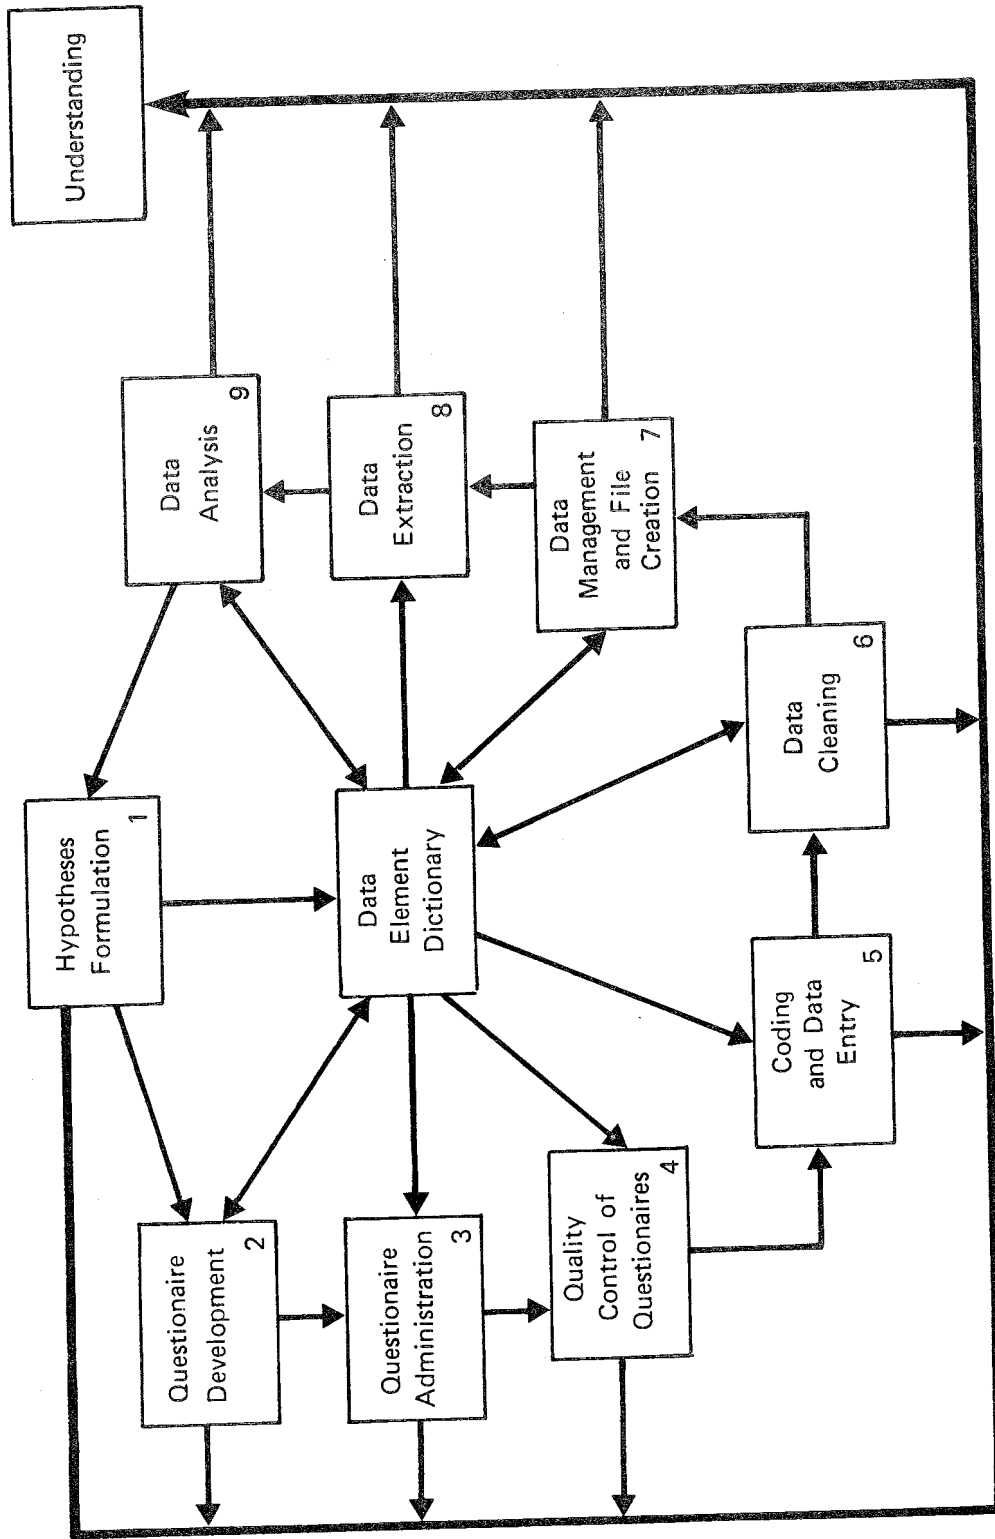 Understanding
Hypotheses
Formulation
1
Questionaire
Development
2
Questionaire
Administration
3
Quality
Control of
Questionaires
4
Coding
and Data
Entry
5
Data
Cleaning
6
Data
Management
and File
Creation
7
Data
Extraction
8
Data
Analysis
9
Data
Element
Dictionary